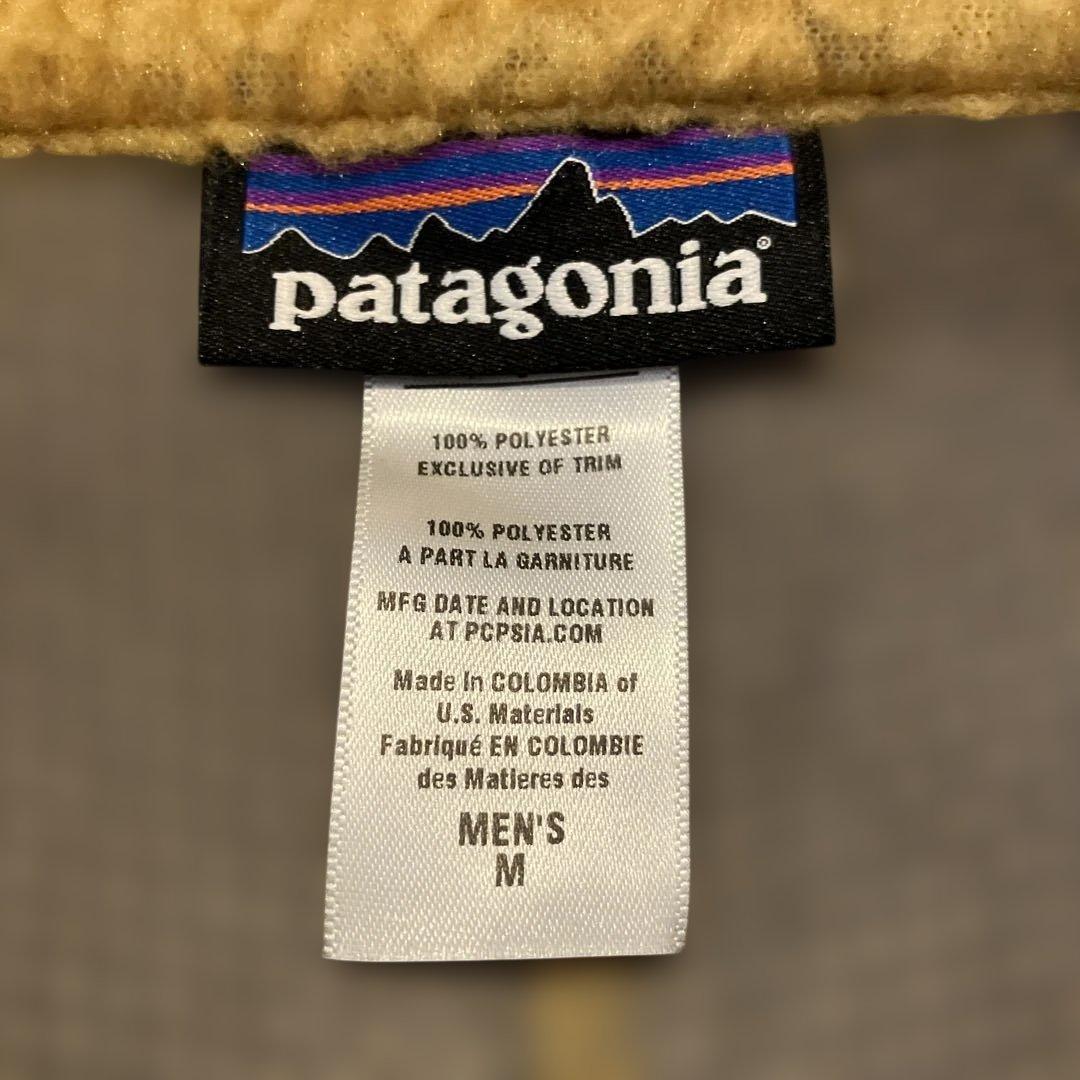 patagonia®
100% POLYESTER
EXCLUSIVE OF TRIM
100% POLYESTER
A PART LA GARNITURE
MFG DATE AND LOCATION
AT PCPSIA.COM
Made In COLOMBIA of
U.S. Materials
Fabriqué EN COLOMBIE
des Matieres des
MEN'S
M